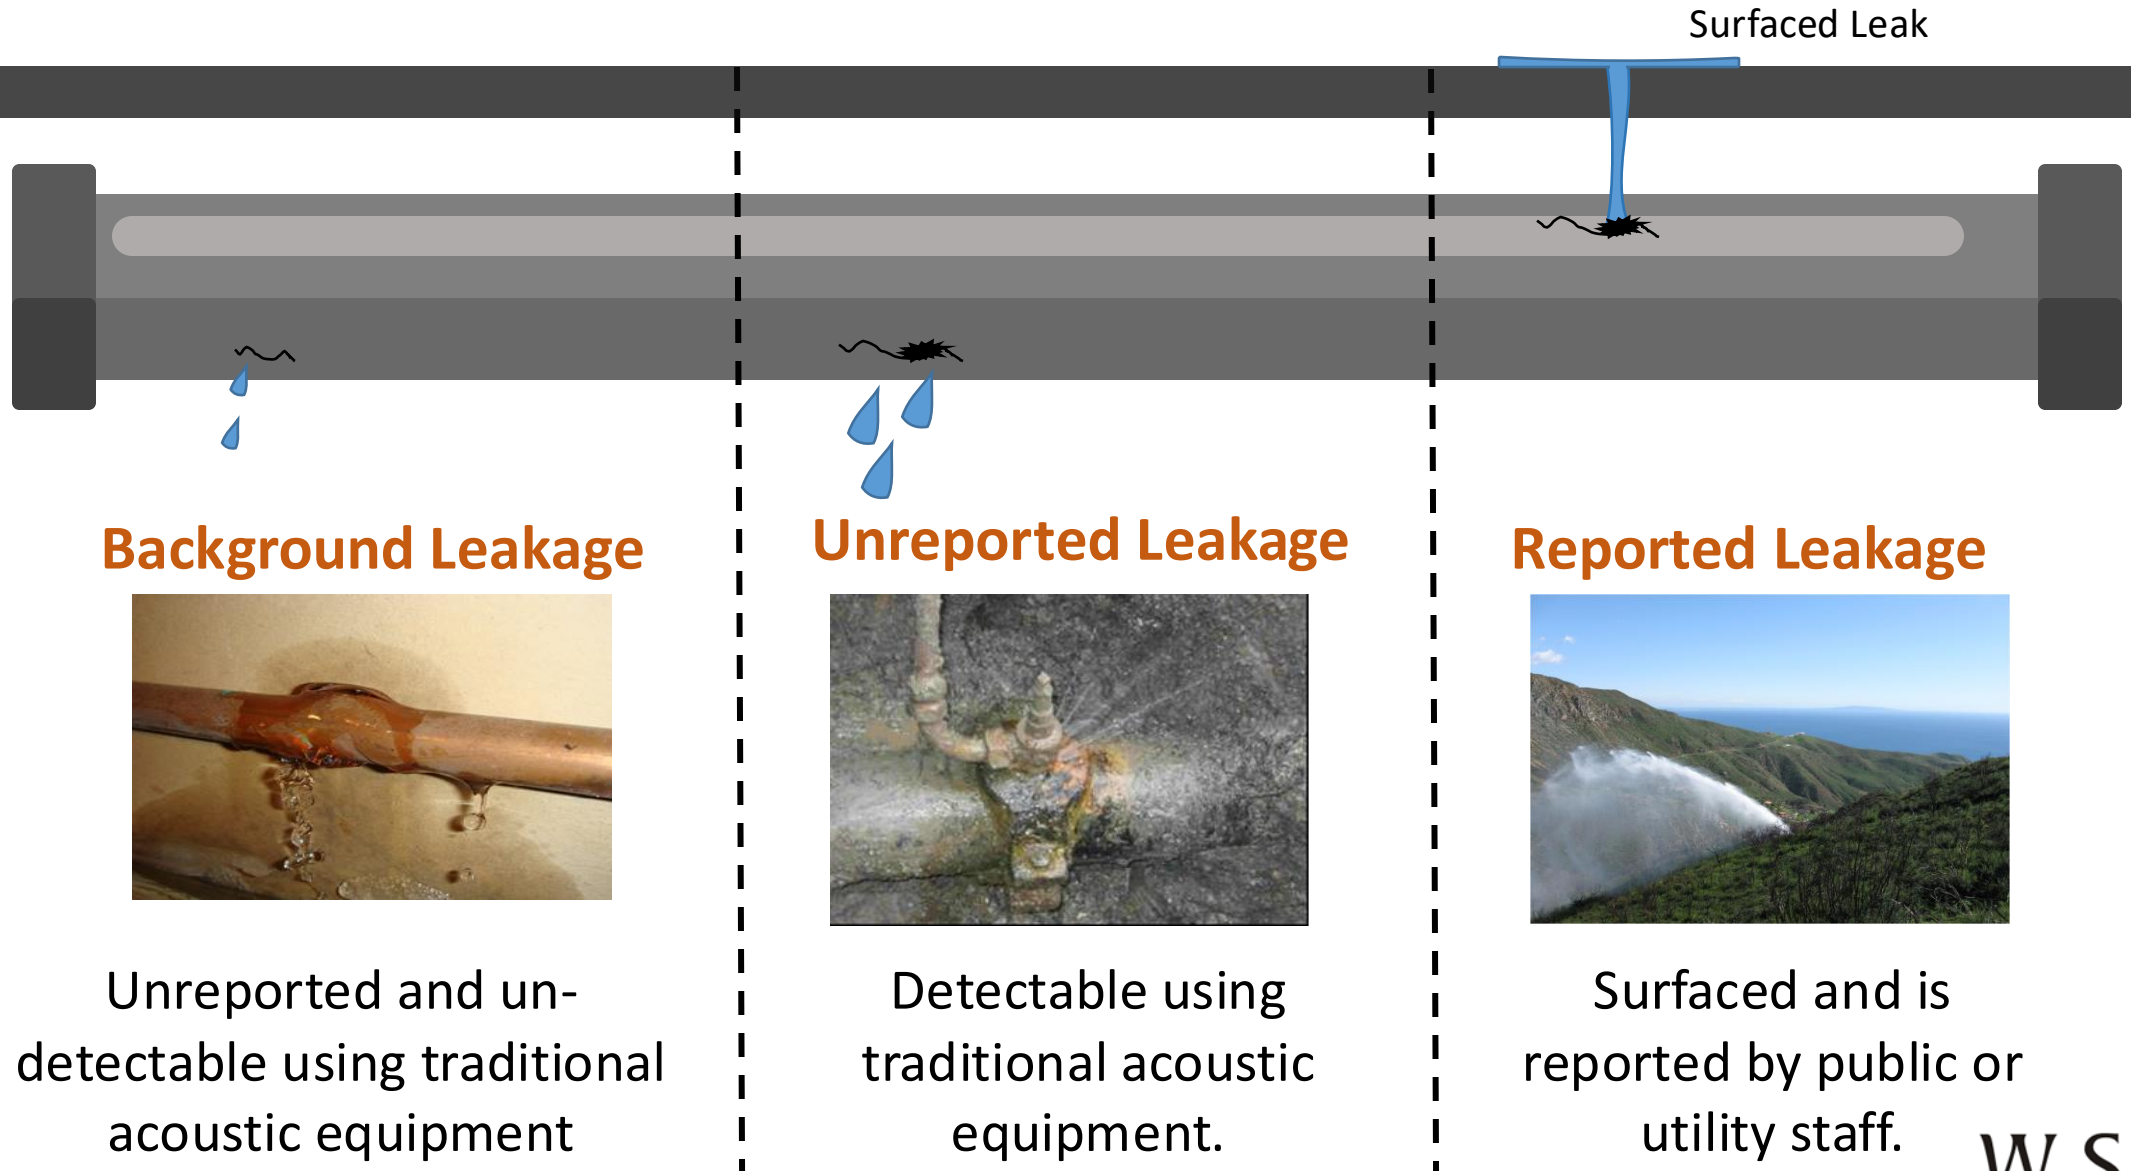 Surfaced Leak
Background Leakage
Unreported Leakage
Reported Leakage
Unreported and un-
detectable using traditional
acoustic equipment
Detectable using
traditional acoustic
equipment.
Surfaced and is
reported by public or
utility staff.
W S